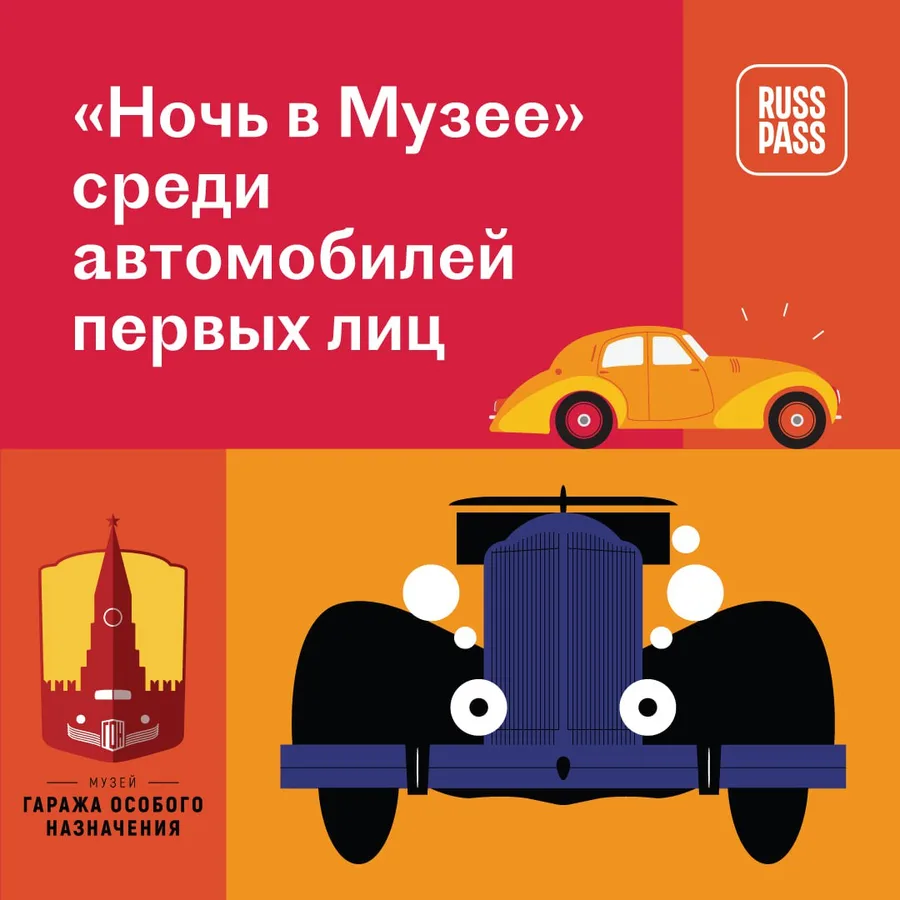 «Ночь в Музее»
среди
автомобилей
первых лиц
RUSS
PASS
ГОН
МУЗЕЙ
ГАРАЖА ОСОБОГО
НАЗНАЧЕНИЯ